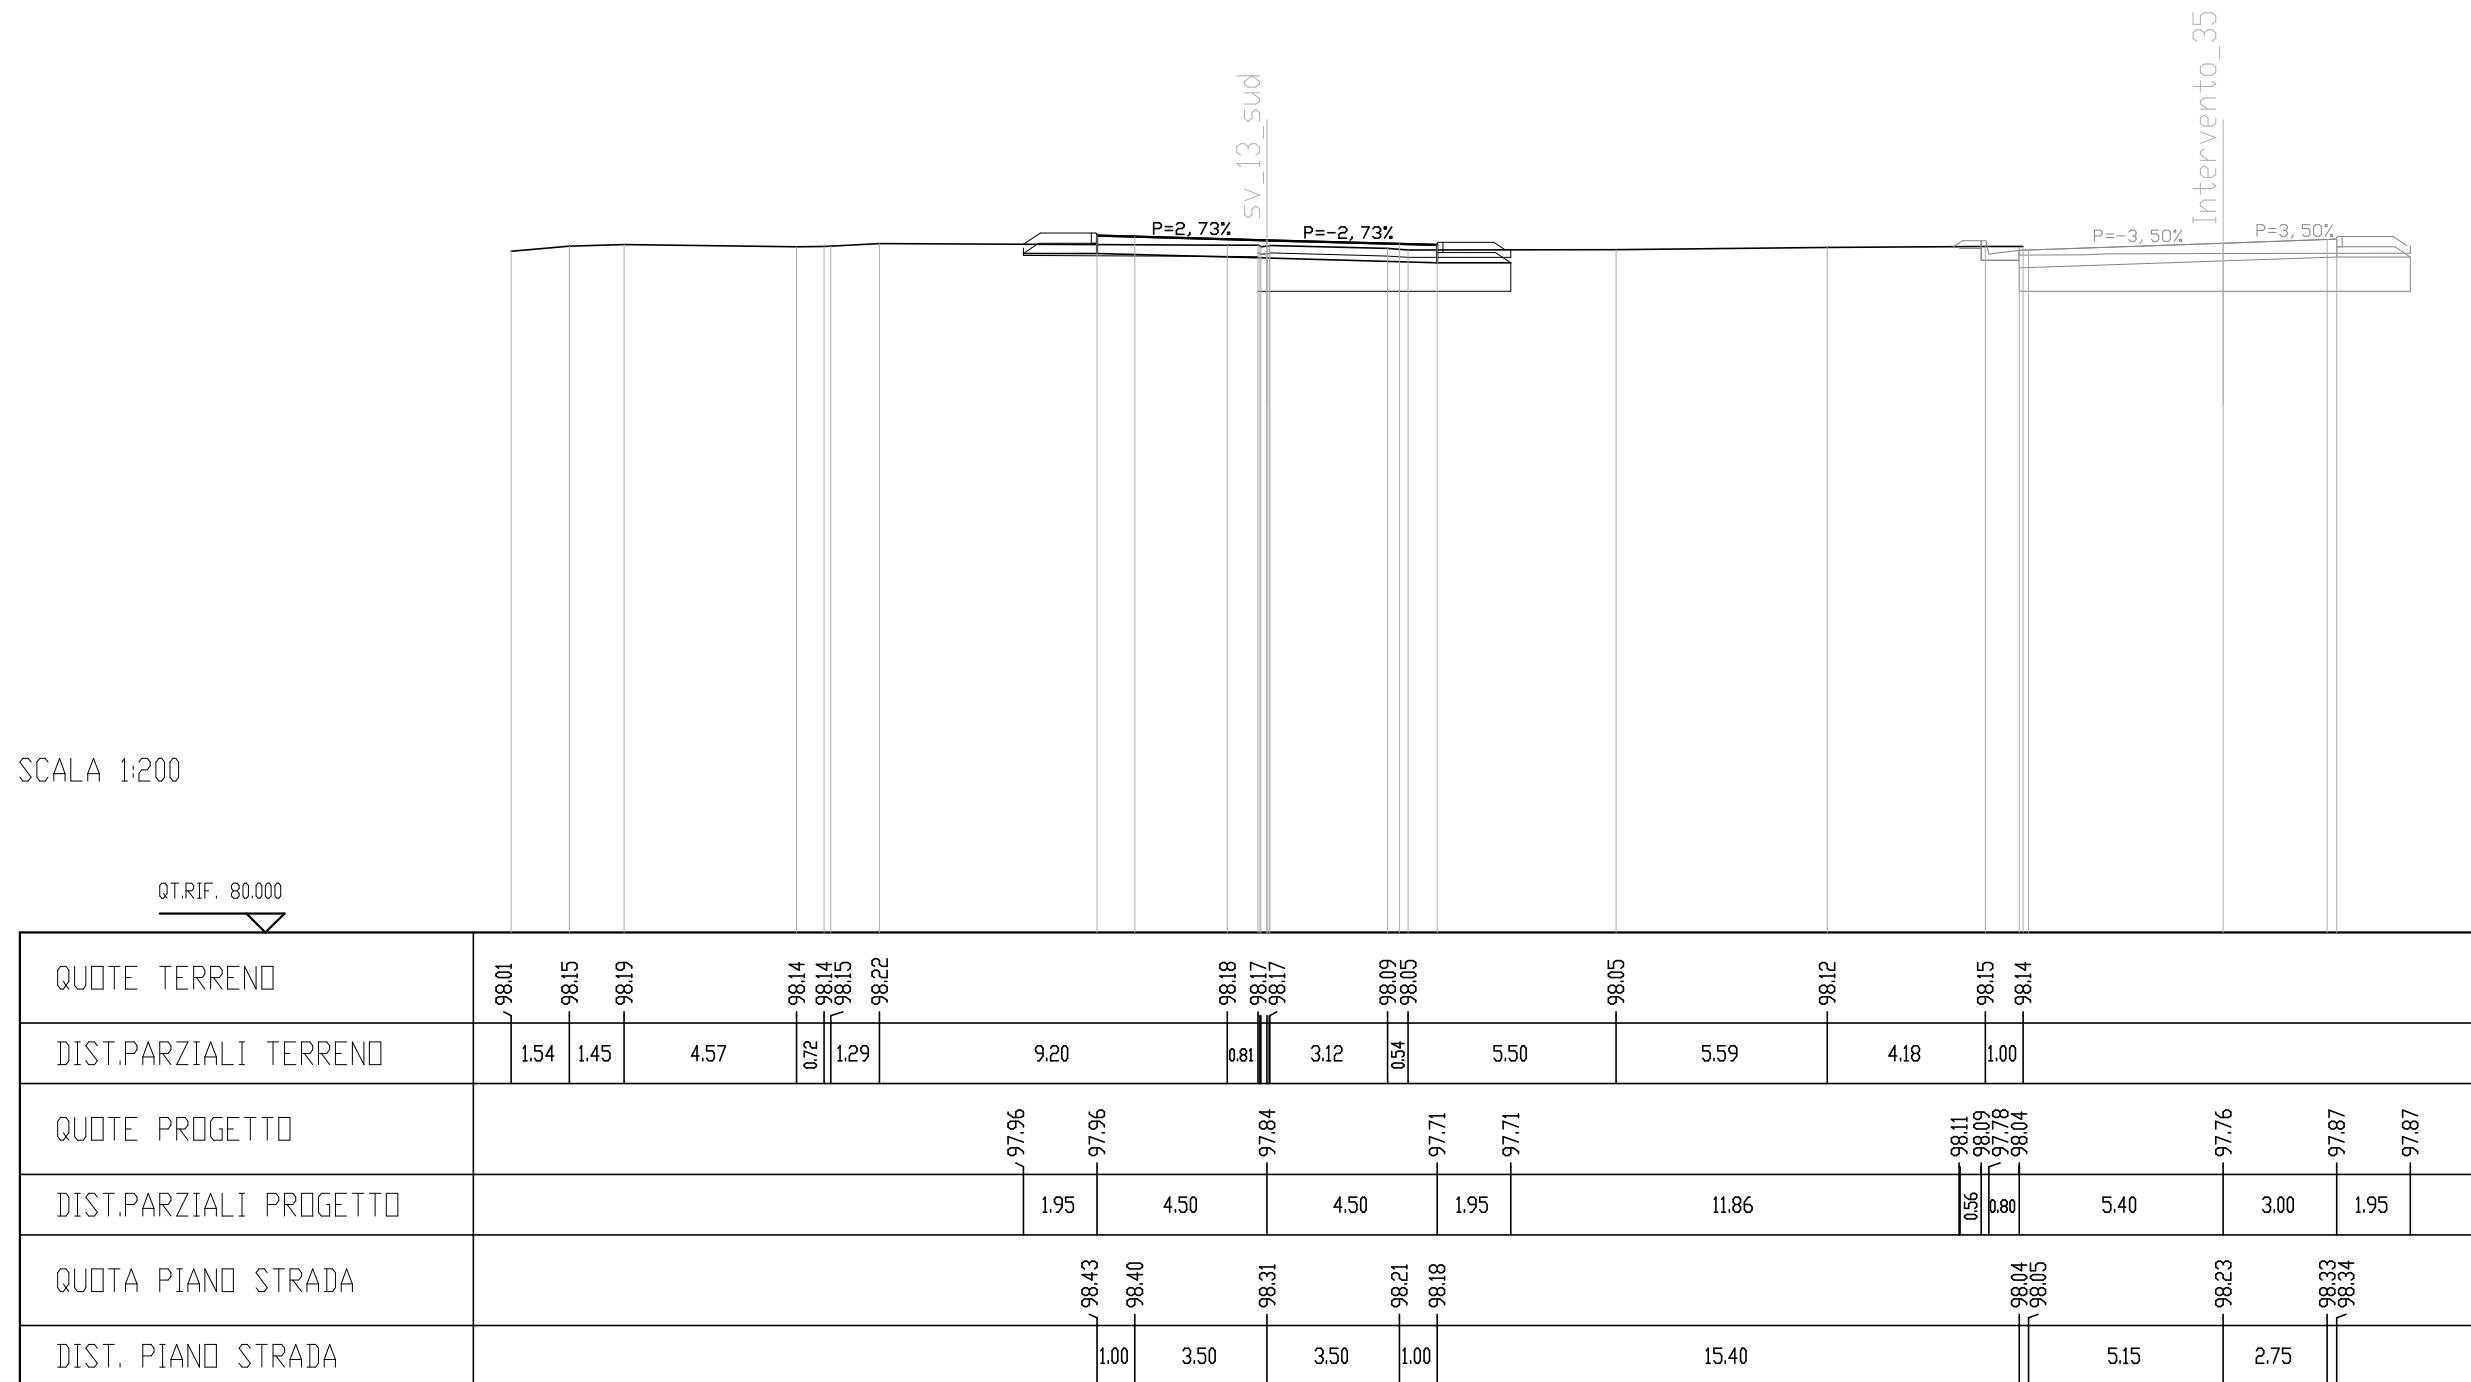 Intervento_35
sv_13_sud
P=2,73%
P=-2,73%
P=-3,50%
P=3,50%
SCALA 1:200
QT.RIF. 80.000
QUOTE TERRENO
98.01 98.15 98.19 98.14 98.14 98.15 98.22 98.18 98.17 98.17 98.09 98.05 98.05 98.12 98.15 98.14
DIST.PARZIALI TERRENO
1.54 1.45 4.57 0.72 1.29 9.20 0.81 3.12 0.54 5.50 5.59 4.18 1.00
QUOTE PROGETTO
97.96 97.96 97.84 97.71 97.71 98.11 98.09 97.78 98.04 97.76 97.87 97.87
DIST.PARZIALI PROGETTO
1.95 4.50 4.50 1.95 11.86 0.56 0.80 5.40 3.00 1.95
QUOTA PIANO STRADA
98.43 98.40 98.31 98.21 98.18 98.04 98.05 98.23 98.33 98.34
DIST. PIANO STRADA
1.00 3.50 3.50 1.00 15.40 5.15 2.75